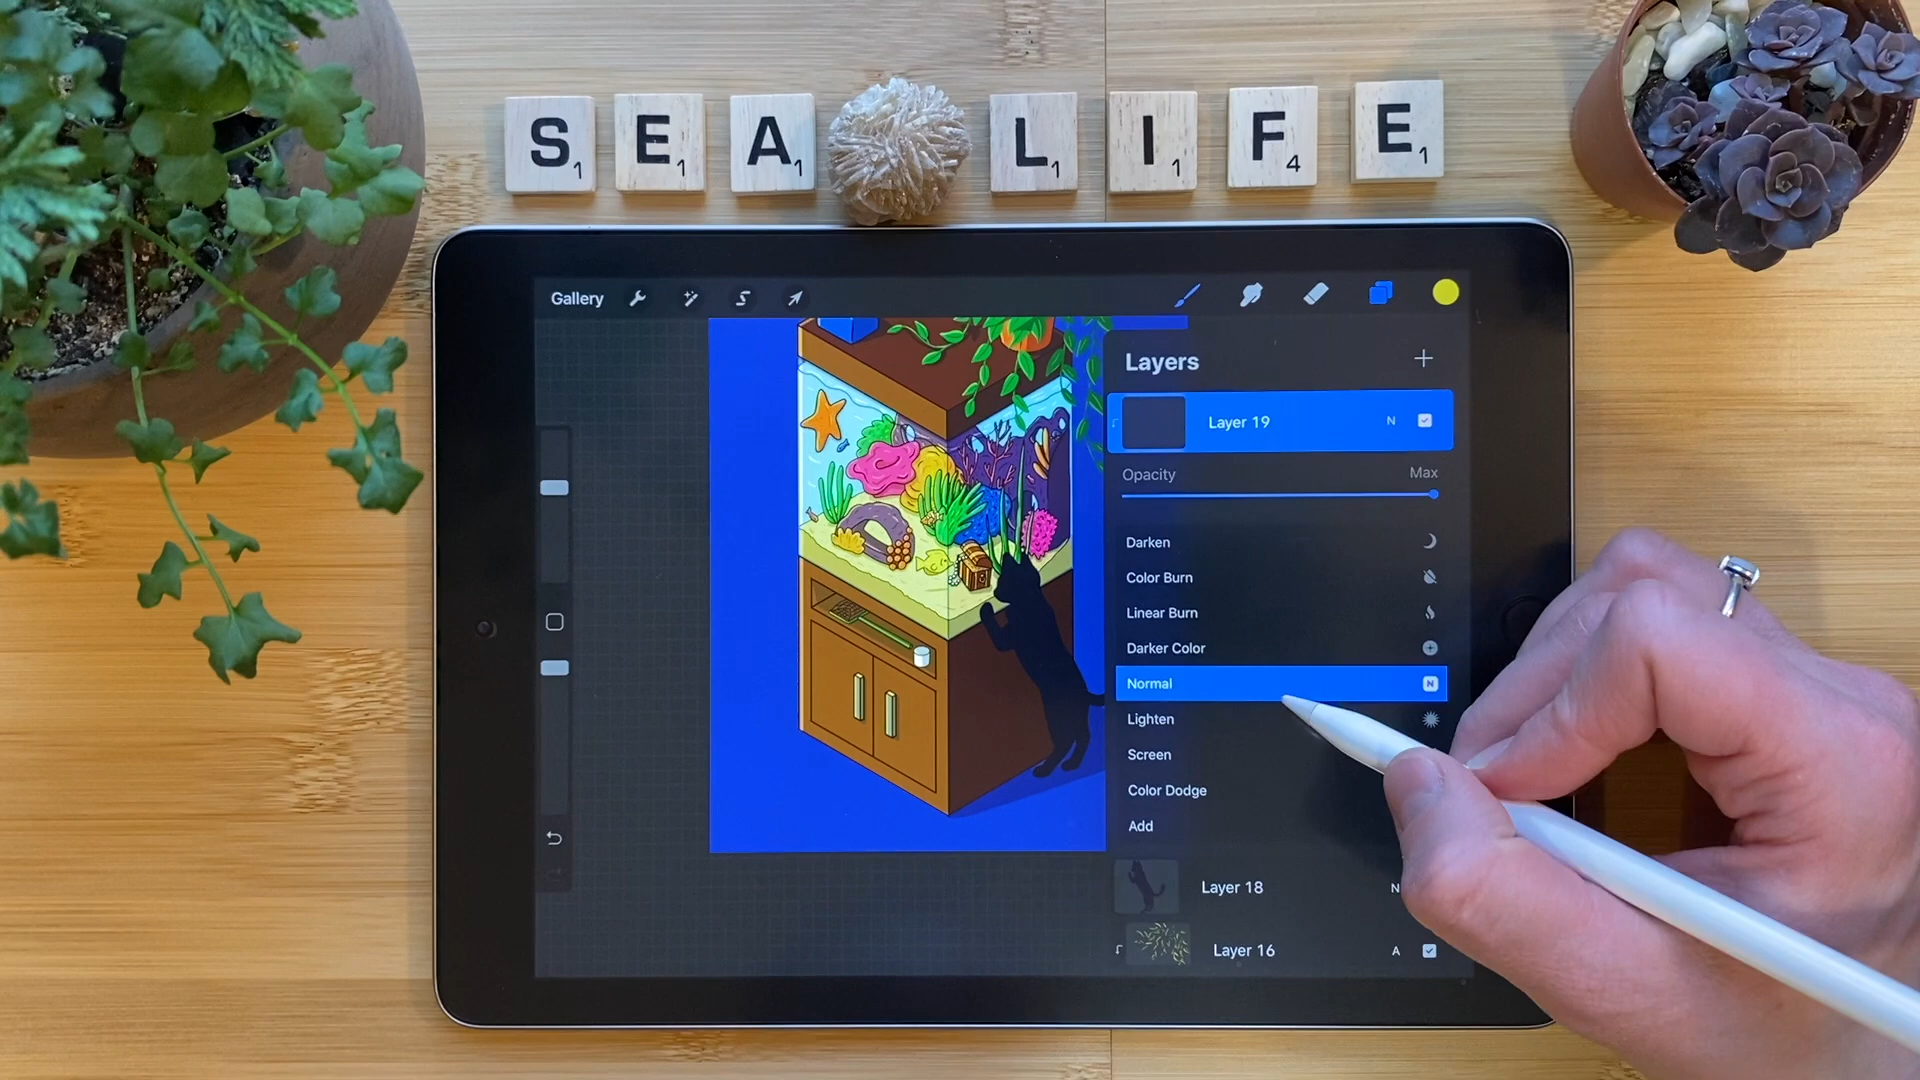 S1 E1 A1 L1 I1 F4 E1
Gallery
Layers
Layer 19 N
Opacity Max
Darken
Color Burn
Linear Burn
Darker Color
Normal N
Lighten
Screen
Color Dodge
Add
Layer 18 N
Layer 16 A